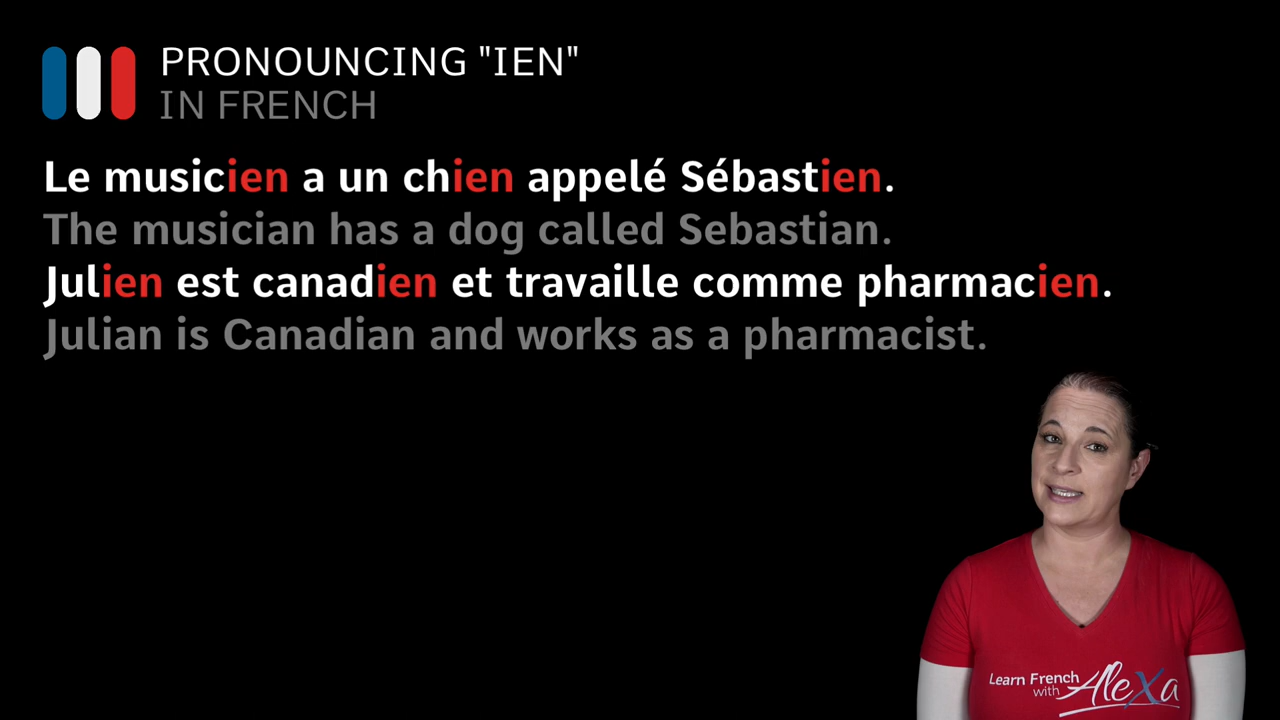 PRONOUNCING "IEN"
IN FRENCH
Le musicien a un chien appelé Sébastien.
The musician has a dog called Sebastian.
Julien est canadien et travaille comme pharmacien.
Julian is Canadian and works as a pharmacist.
Learn French
with Alexa